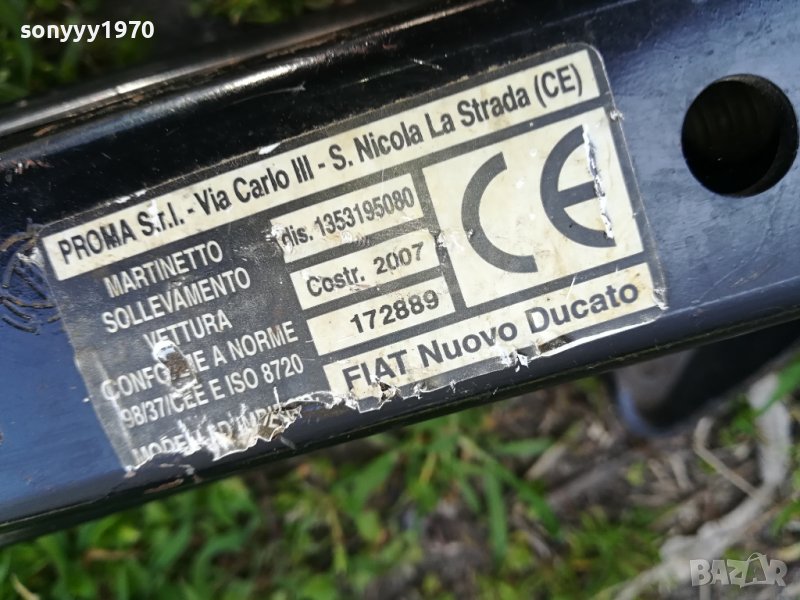 sonyyy1970
PROMA S.r.l. - Via Carlo III - S. Nicola La Strada (CE)
MARTINETTO
SOLLEVAMENTO
VETTURA
CONFORME A NORME
98/37/CEE E ISO 8720
dis. 1353195080
Costr. 2007
172889
CE
FIAT Nuovo Ducato
BAZAR